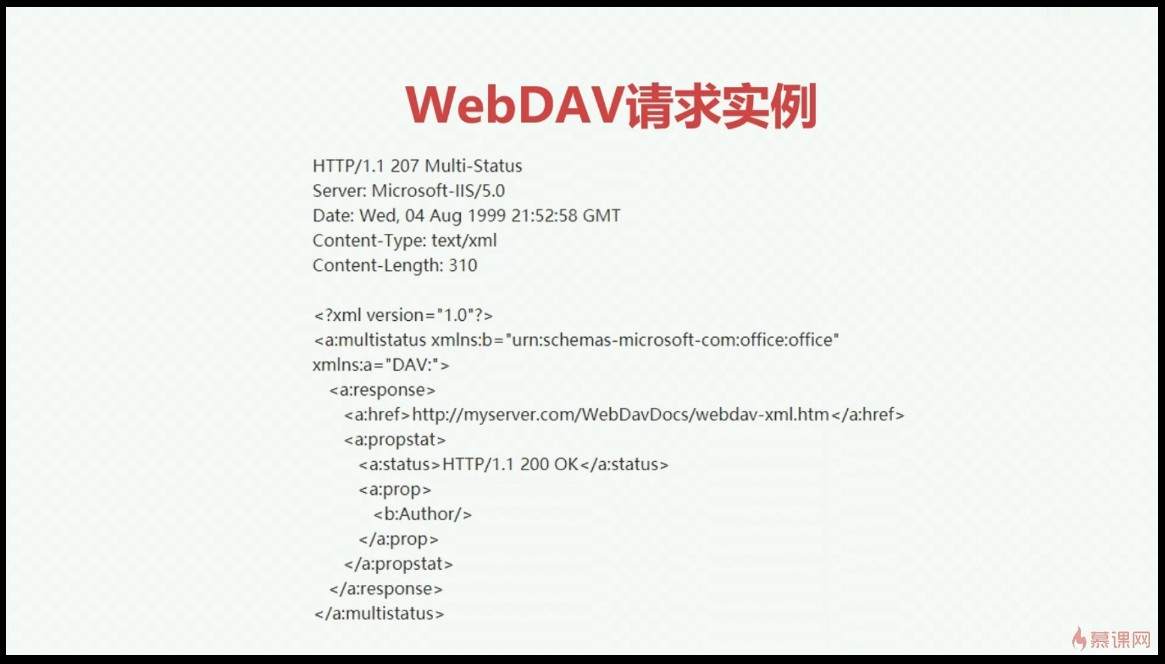 WebDAV请求实例
HTTP/1.1 207 Multi-Status
Server: Microsoft-IIS/5.0
Date: Wed, 04 Aug 1999 21:52:58 GMT
Content-Type: text/xml
Content-Length: 310
<?xml version="1.0"?>
<a:multistatus xmlns:b="urn:schemas-microsoft-com:office:office"
xmlns:a="DAV:">
<a:response>
<a:href>http://myserver.com/WebDavDocs/webdav-xml.htm</a:href>
<a:propstat>
<a:status>HTTP/1.1 200 OK</a:status>
<a:prop>
<b:Author/>
</a:prop>
</a:propstat>
</a:response>
</a:multistatus>
慕课网